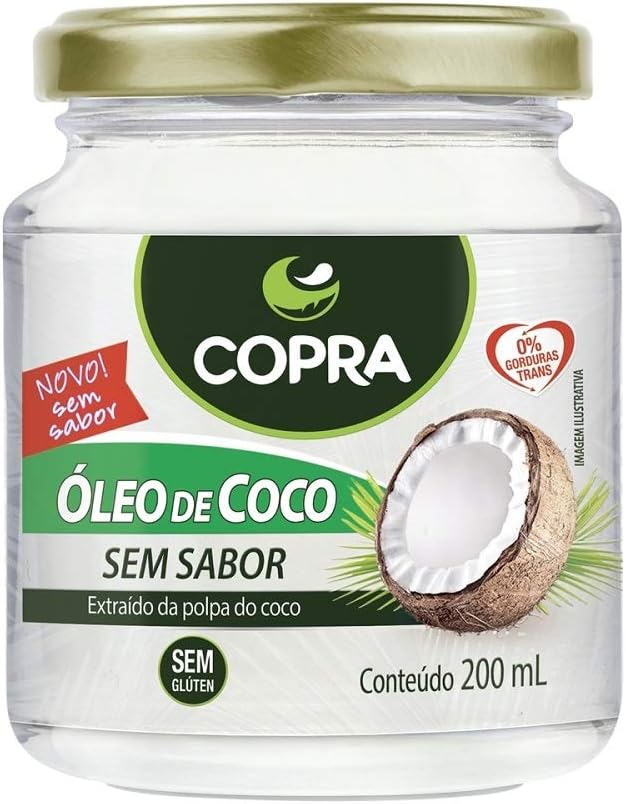 COPRA
NOVO!
sem
sabor
0%
GORDURAS
TRANS
IMAGEM ILUSTRATIVA
ÓLEO DE COCO
SEM SABOR
Extraído da polpa do coco
SEM
GLÚTEN
Conteúdo 200 mL